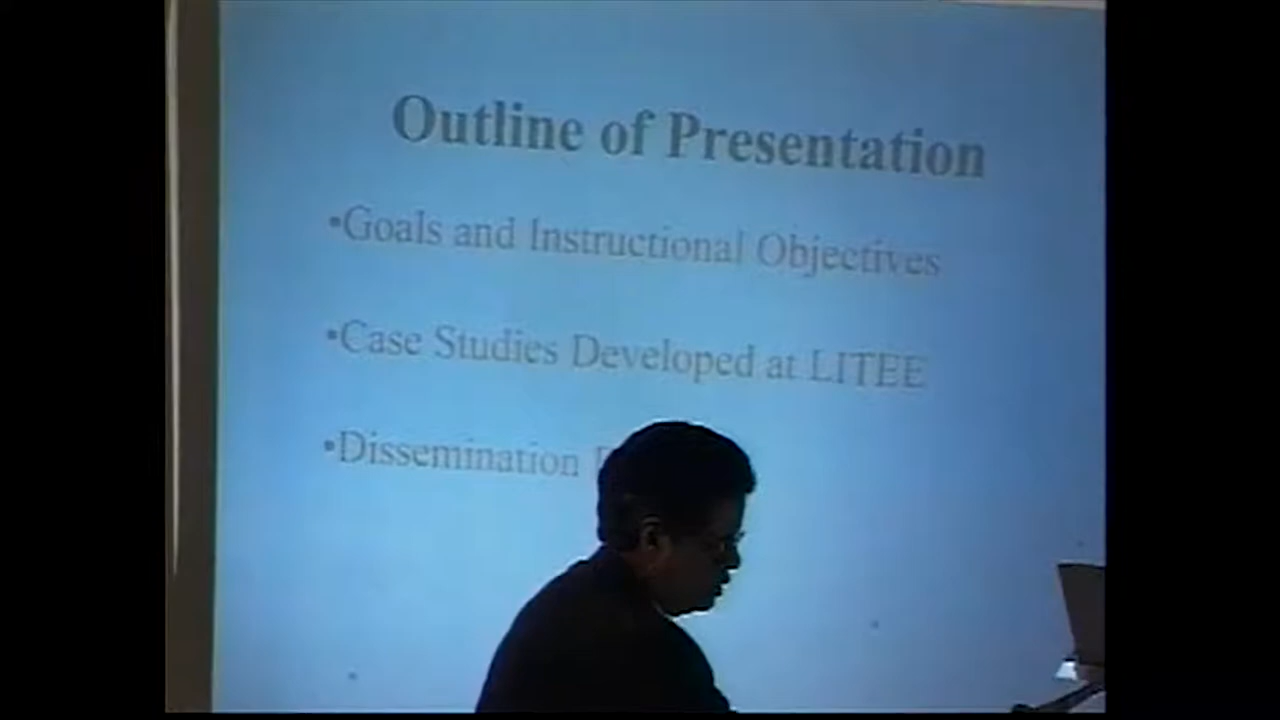 Outline of Presentation
•Goals and Instructional Objectives
•Case Studies Developed at LITEE
•Dissemination